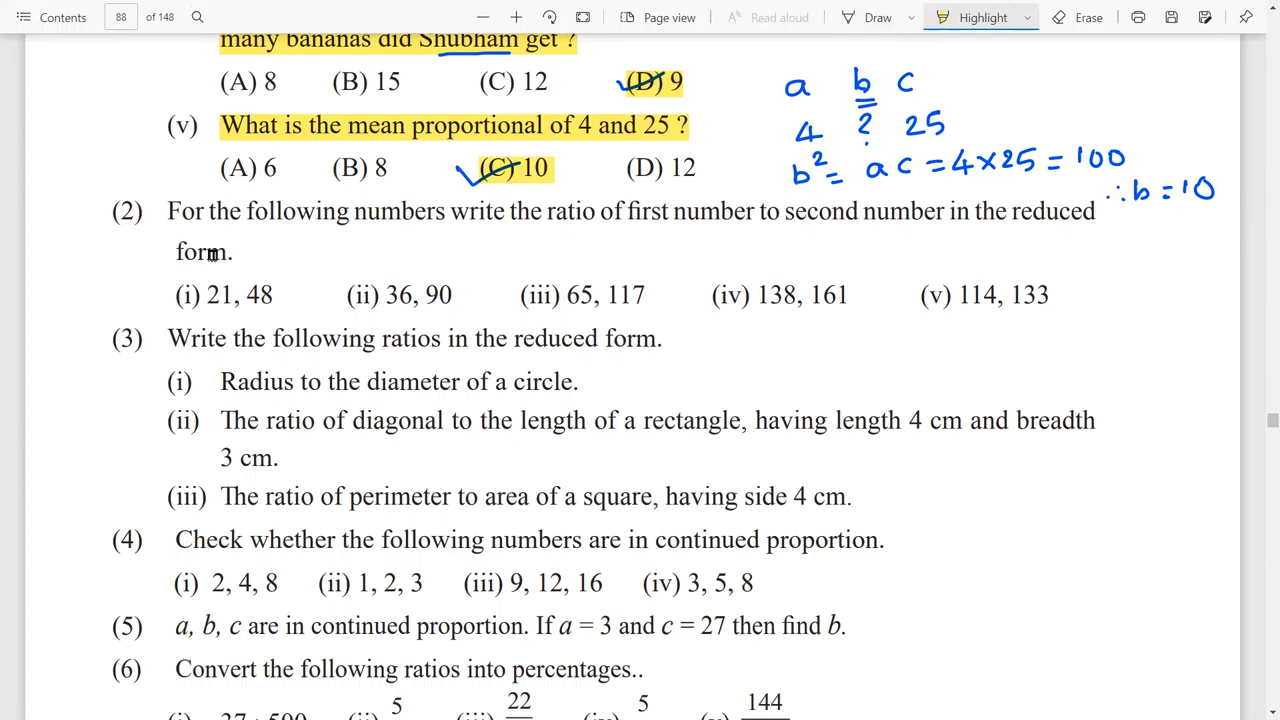 Contents 88 of 148 Page view Read aloud Draw Highlight Erase
many bananas did Shubham get ?
(A) 8 (B) 15 (C) 12 (D) 9
a b c
(v) What is the mean proportional of 4 and 25 ?
4 ? 25
(A) 6 (B) 8 (C) 10 (D) 12
b² = ac = 4 × 25 = 100
∴ b = 10
(2) For the following numbers write the ratio of first number to second number in the reduced
form.
(i) 21, 48 (ii) 36, 90 (iii) 65, 117 (iv) 138, 161 (v) 114, 133
(3) Write the following ratios in the reduced form.
(i) Radius to the diameter of a circle.
(ii) The ratio of diagonal to the length of a rectangle, having length 4 cm and breadth
3 cm.
(iii) The ratio of perimeter to area of a square, having side 4 cm.
(4) Check whether the following numbers are in continued proportion.
(i) 2, 4, 8 (ii) 1, 2, 3 (iii) 9, 12, 16 (iv) 3, 5, 8
(5) a, b, c are in continued proportion. If a = 3 and c = 27 then find b.
(6) Convert the following ratios into percentages..
5 22 5 144